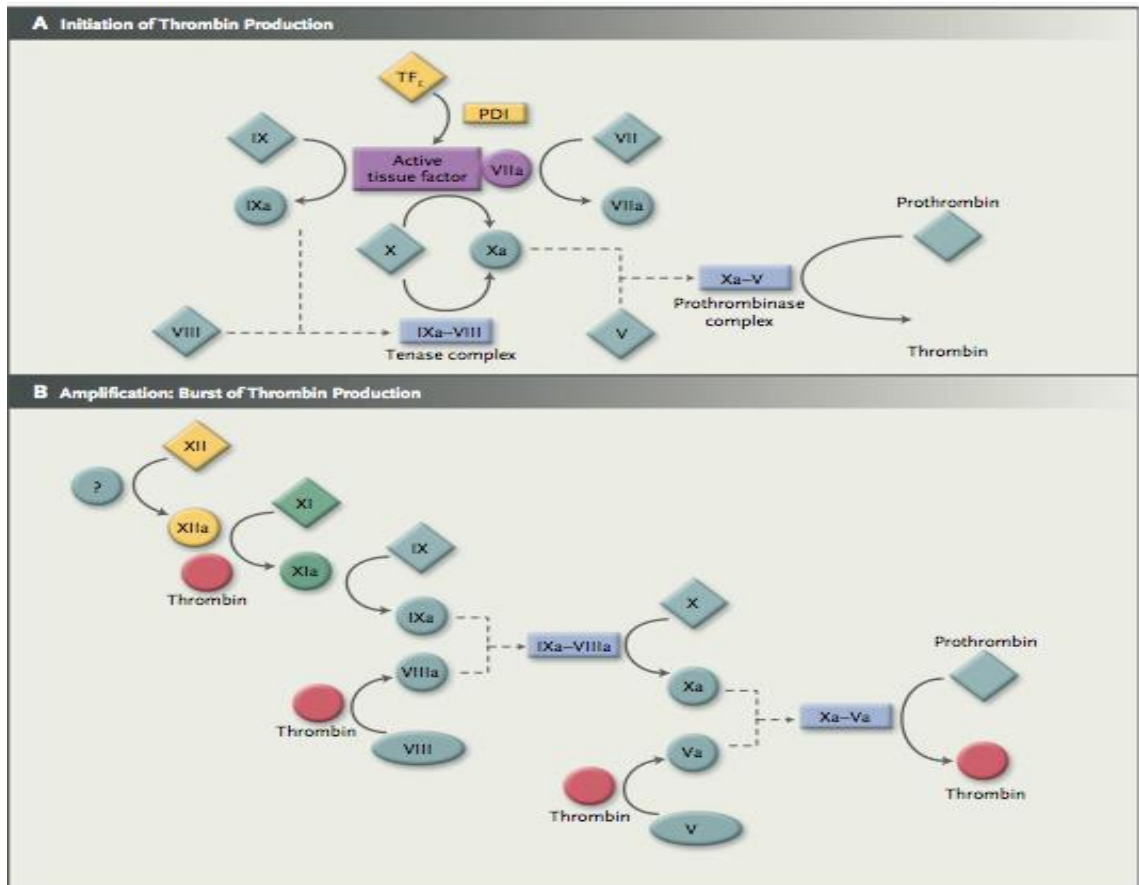 A Initiation of Thrombin Production
TFε
PDI
IX
VII
Active
tissue factor
VIIa
IXa
VIIa
Prothrombin
X
Xa
Xa–V
Prothrombinase
complex
VIII
IXa–VIII
Tenase complex
V
Thrombin
B Amplification: Burst of Thrombin Production
XII
?
XI
XIIa
IX
XIa
Thrombin
X
IXa
IXa–VIIIa
Prothrombin
VIIIa
Xa
Thrombin
Xa–Va
VIII
Va
Thrombin
Thrombin
V